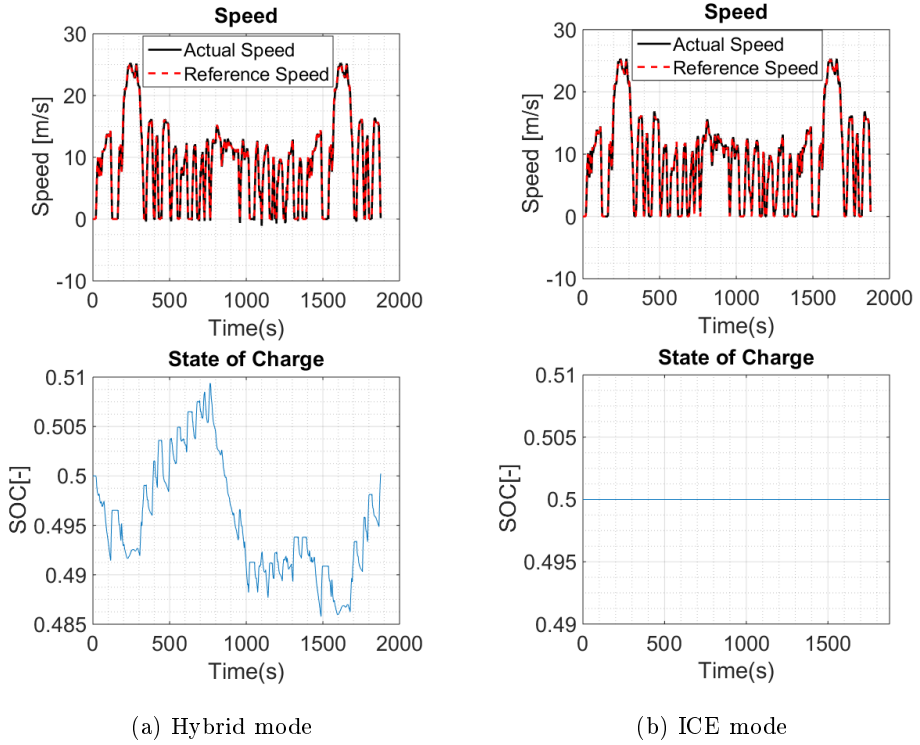 Speed
30
20
10
0
-10
Speed [m/s]
Actual Speed
Reference Speed
0 500 1000 1500 2000
Time(s)
State of Charge
0.51
0.505
0.5
0.495
0.49
0.485
SOC[-]
0 500 1000 1500 2000
Time(s)
(a) Hybrid mode
Speed
30
20
10
0
-10
Speed [m/s]
Actual Speed
Reference Speed
0 500 1000 1500 2000
Time(s)
State of Charge
0.51
0.505
0.5
0.495
0.49
SOC[-]
0 500 1000 1500
Time(s)
(b) ICE mode